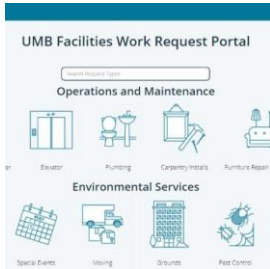 UMB Facilities Work Request Portal
Search Request Types
Operations and Maintenance
or Elevator Plumbing Carpentry Installs Furniture Repair
Environmental Services
Special Events Moving Grounds Pest Control